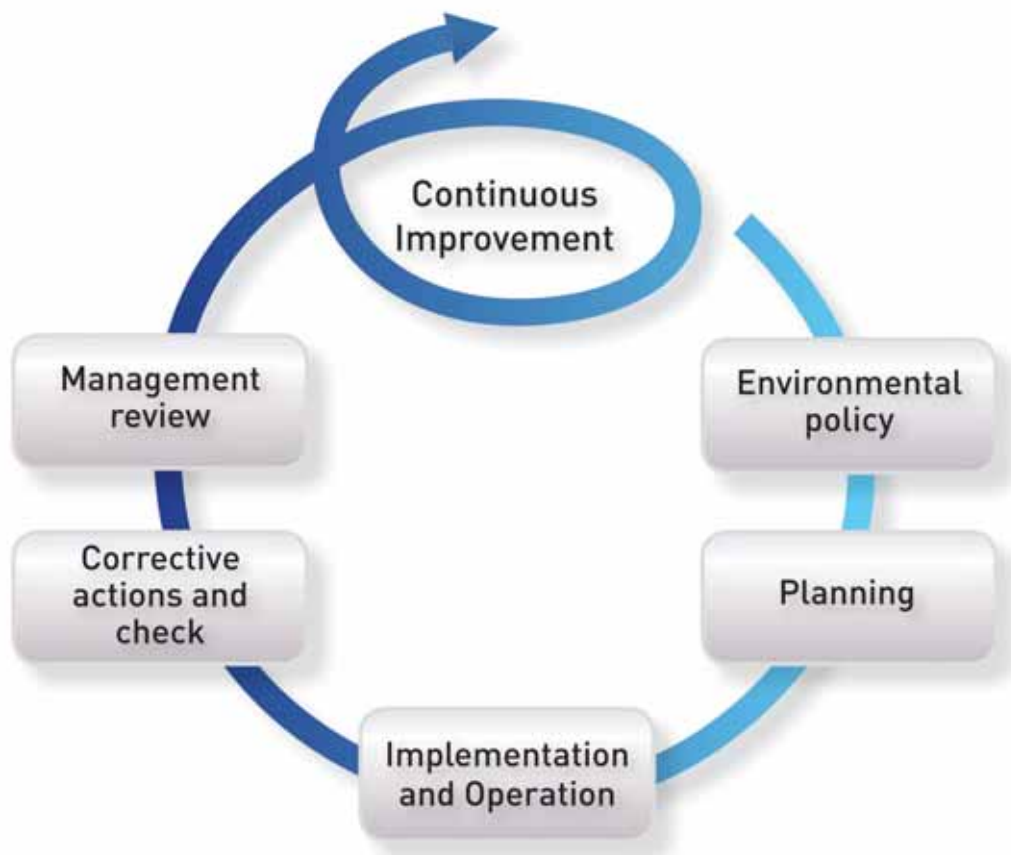 Continuous
Improvement
Environmental
policy
Planning
Implementation
and Operation
Corrective
actions and
check
Management
review